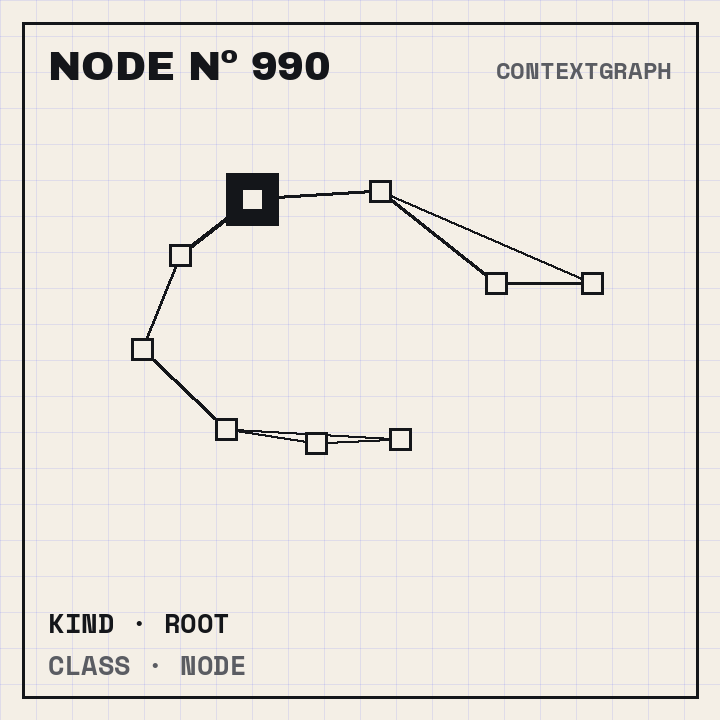 NODE Nº 990
CONTEXTGRAPH
KIND · ROOT
CLASS · NODE